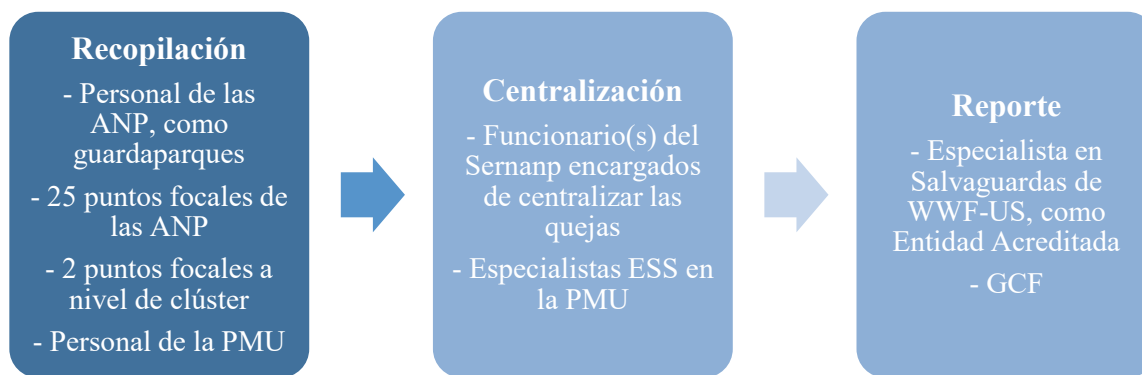 Recopilación
- Personal de las
ANP, como
guardaparques
- 25 puntos focales de
las ANP
- 2 puntos focales a
nivel de clúster
- Personal de la PMU
Centralización
- Funcionario(s) del
Sernanp encargados
de centralizar las
quejas
- Especialistas ESS en
la PMU
Reporte
- Especialista en
Salvaguardas de
WWF-US, como
Entidad Acreditada
- GCF